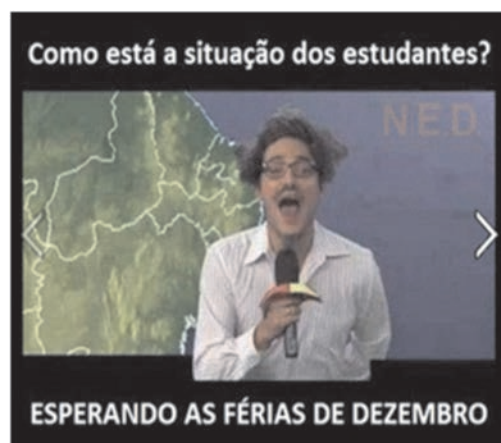 Como está a situação dos estudantes?
N.E.D.
ESPERANDO AS FÉRIAS DE DEZEMBRO